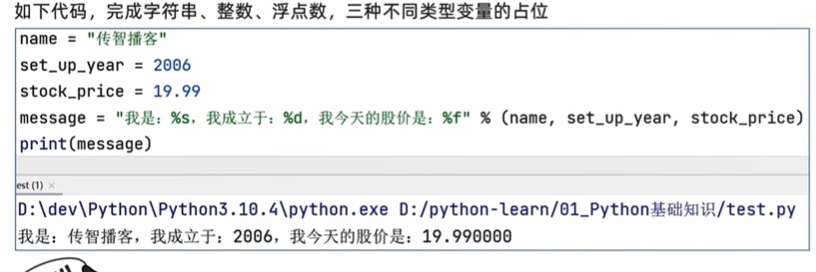 如下代码，完成字符串、整数、浮点数，三种不同类型变量的占位
name = "传智播客"
set_up_year = 2006
stock_price = 19.99
message = "我是：%s，我成立于：%d，我今天的股价是：%f" % (name, set_up_year, stock_price)
print(message)
est (1) ×
D:\dev\Python\Python3.10.4\python.exe D:/python-learn/01_Python基础知识/test.py
我是：传智播客，我成立于：2006，我今天的股价是：19.990000